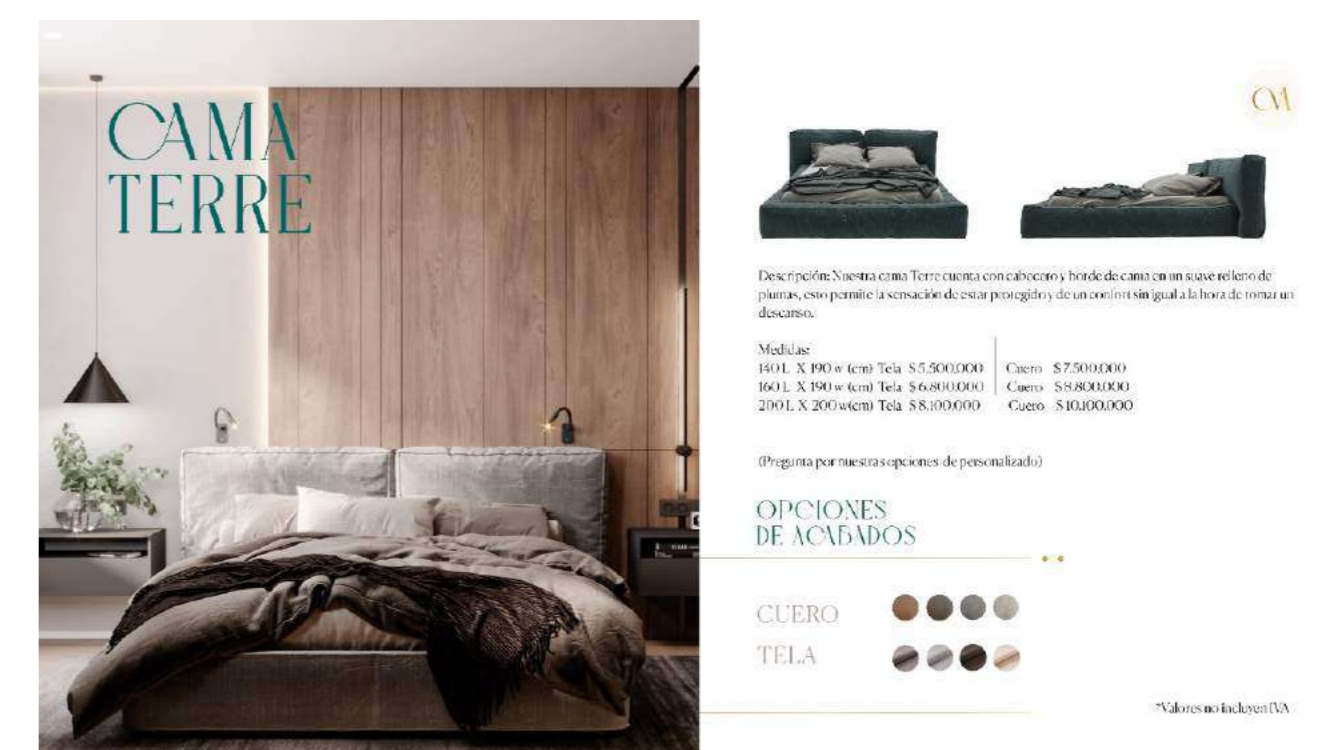 CAMA
TERRE
CVA
Descripción: Nuestra cama Terre cuenta con cabecero y borde de cama en un suave relleno de
plumas, esto permite la sensación de estar protegido y de un confort sin igual a la hora de tomar un
descanso.
Medidas:
140 L X 190 w (cm) Tela $ 5.500.000 Cuero $ 7.500.000
160 L X 190 w (cm) Tela $ 6.800.000 Cuero $ 8.800.000
200 L X 200 w(cm) Tela $ 8.100.000 Cuero $ 10.100.000
(Pregunta por nuestras opciones de personalizado)
OPCIONES
DE ACABADOS
CUERO
TELA
*Valores no incluyen IVA